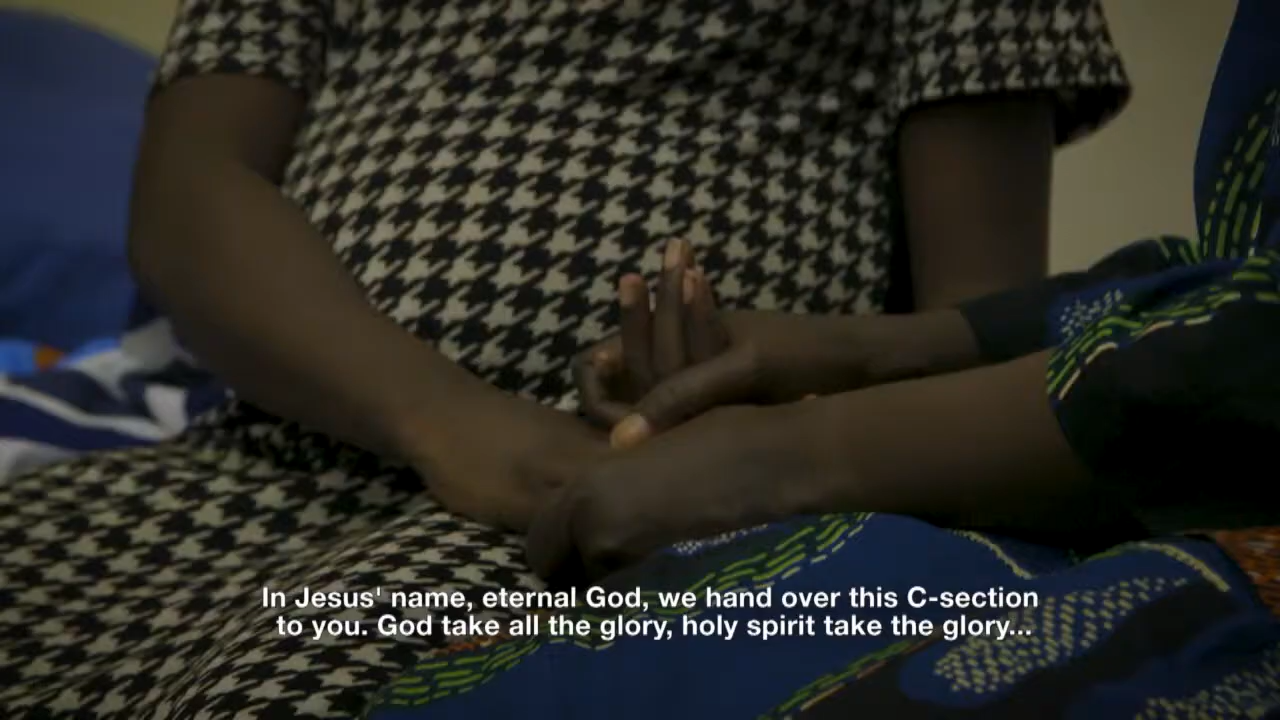 In Jesus' name, eternal God, we hand over this C-section
to you. God take all the glory, holy spirit take the glory...